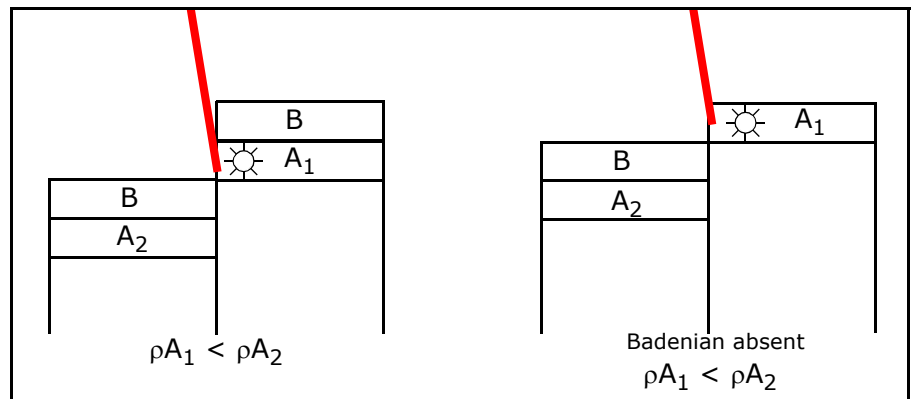 B
A₁
B
A₂
ρA₁ < ρA₂
A₁
B
A₂
Badenian absent
ρA₁ < ρA₂